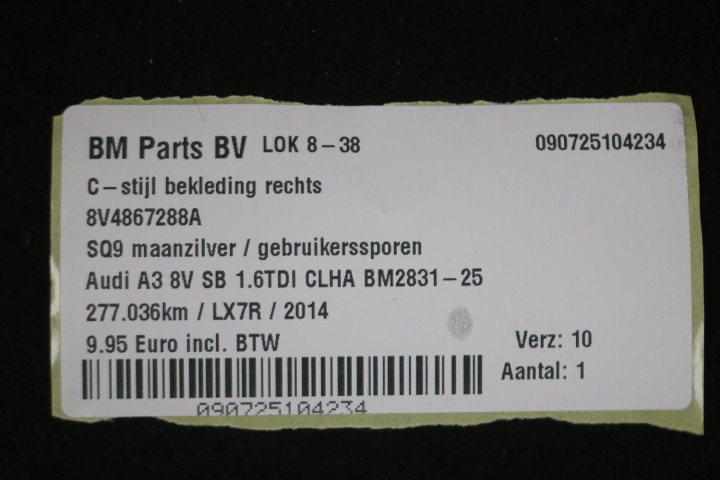 BM Parts BV LOK 8-38 090725104234
C-stijl bekleding rechts
8V4867288A
SQ9 maanzilver / gebruikerssporen
Audi A3 8V SB 1.6TDI CLHA BM2831-25
277.036km / LX7R / 2014
9.95 Euro incl. BTW Verz: 10
Aantal: 1
090725104234